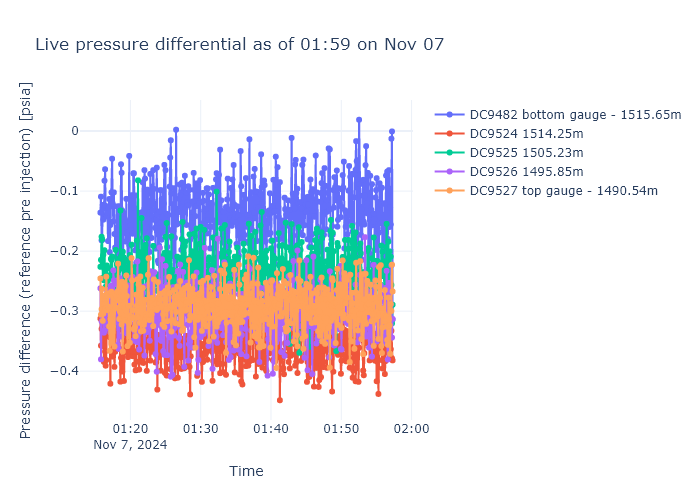 Live pressure differential as of 01:59 on Nov 07
Pressure difference (reference pre injection) [psia]
0
−0.1
−0.2
−0.3
−0.4
01:20
Nov 7, 2024
01:30
01:40
01:50
02:00
Time
DC9482 bottom gauge - 1515.65m
DC9524 1514.25m
DC9525 1505.23m
DC9526 1495.85m
DC9527 top gauge - 1490.54m